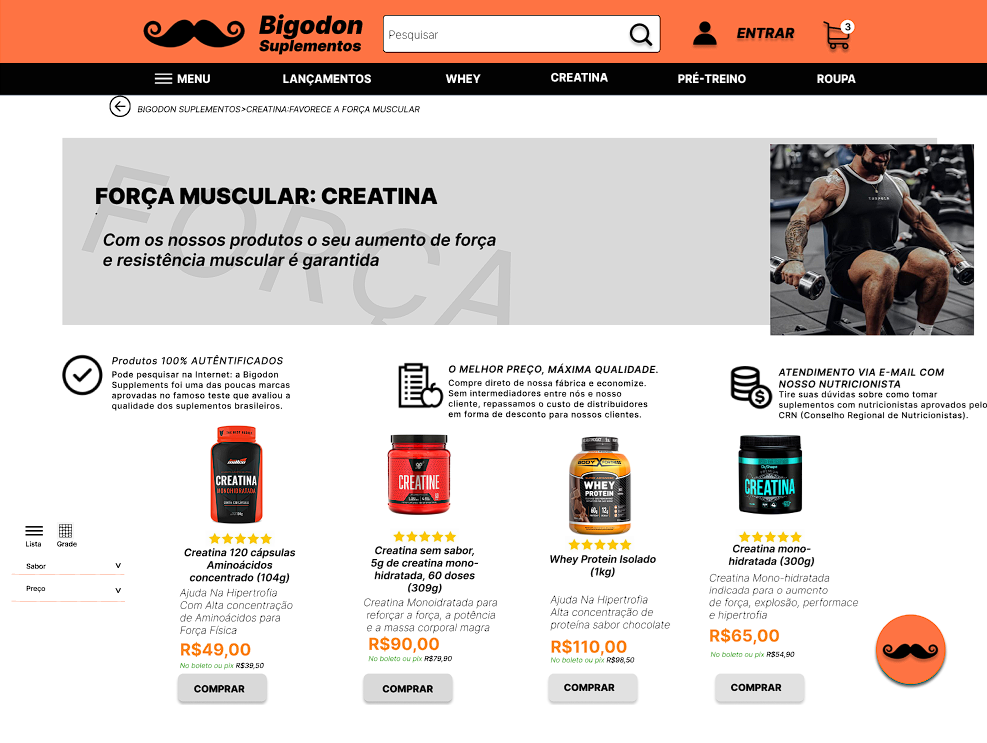 Bigodon
Suplementos
Pesquisar
ENTRAR
3
MENU
LANÇAMENTOS
WHEY
CREATINA
PRÉ-TREINO
ROUPA
BIGODON SUPLEMENTOS>CREATINA:FAVORECE A FORÇA MUSCULAR
FORÇA
FORÇA MUSCULAR: CREATINA
Com os nossos produtos o seu aumento de força
e resistência muscular é garantida
Produtos 100% AUTÊNTIFICADOS
Pode pesquisar na Internet: a Bigodon
Supplements foi uma das poucas marcas
aprovadas no famoso teste que avaliou a
qualidade dos suplementos brasileiros.
O MELHOR PREÇO, MÁXIMA QUALIDADE.
Compre direto de nossa fábrica e economize.
Sem intermediadores entre nós e nosso
cliente, repassamos o custo de distribuidores
em forma de desconto para nossos clientes.
ATENDIMENTO VIA E-MAIL COM
NOSSO NUTRICIONISTA
Tire suas dúvidas sobre como tomar
suplementos com nutricionistas aprovados pelo
CRN (Conselho Regional de Nutricionistas).
CREATINA
MONOHIDRATADA
CREATINE
WHEY
PROTEIN
CREATINA
Lista
Grade
Sabor
V
Preço
V
Creatina 120 cápsulas
Aminoácidos
concentrado (104g)
Ajuda Na Hipertrofia
Com Alta concentração
de Aminoácidos para
Força Física
R$49,00
No boleto ou pix R$39,50
COMPRAR
Creatina sem sabor,
5g de creatina mono-
hidratada, 60 doses
(309g)
Creatina Monoidratada para
reforçar a força, a potência
e a massa corporal magra
R$90,00
No boleto ou pix R$79,90
COMPRAR
Whey Protein Isolado
(1kg)
Ajuda Na Hipertrofia
Alta concentração de
proteína sabor chocolate
R$110,00
No boleto ou pix R$98,50
COMPRAR
Creatina mono-
hidratada (300g)
Creatina Mono-hidratada
indicada para o aumento
de força, explosão, performace
e hipertrofia
R$65,00
No boleto ou pix R$54,90
COMPRAR